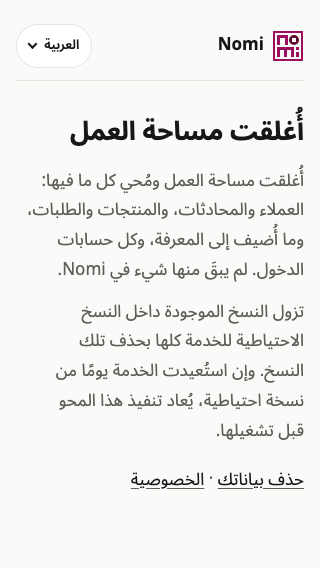 Nomi
العربية
أُغلقت مساحة العمل
أُغلقت مساحة العمل ومُحي كل ما فيها:
العملاء والمحادثات، والمنتجات والطلبات،
وما أُضيف إلى المعرفة، وكل حسابات
الدخول. لم يبقَ منها شيء في Nomi.
تزول النسخ الموجودة داخل النسخ
الاحتياطية للخدمة كلها بحذف تلك
النسخ. وإن استُعيدت الخدمة يومًا من
نسخة احتياطية، يُعاد تنفيذ هذا المحو
قبل تشغيلها.
حذف بياناتك · الخصوصية